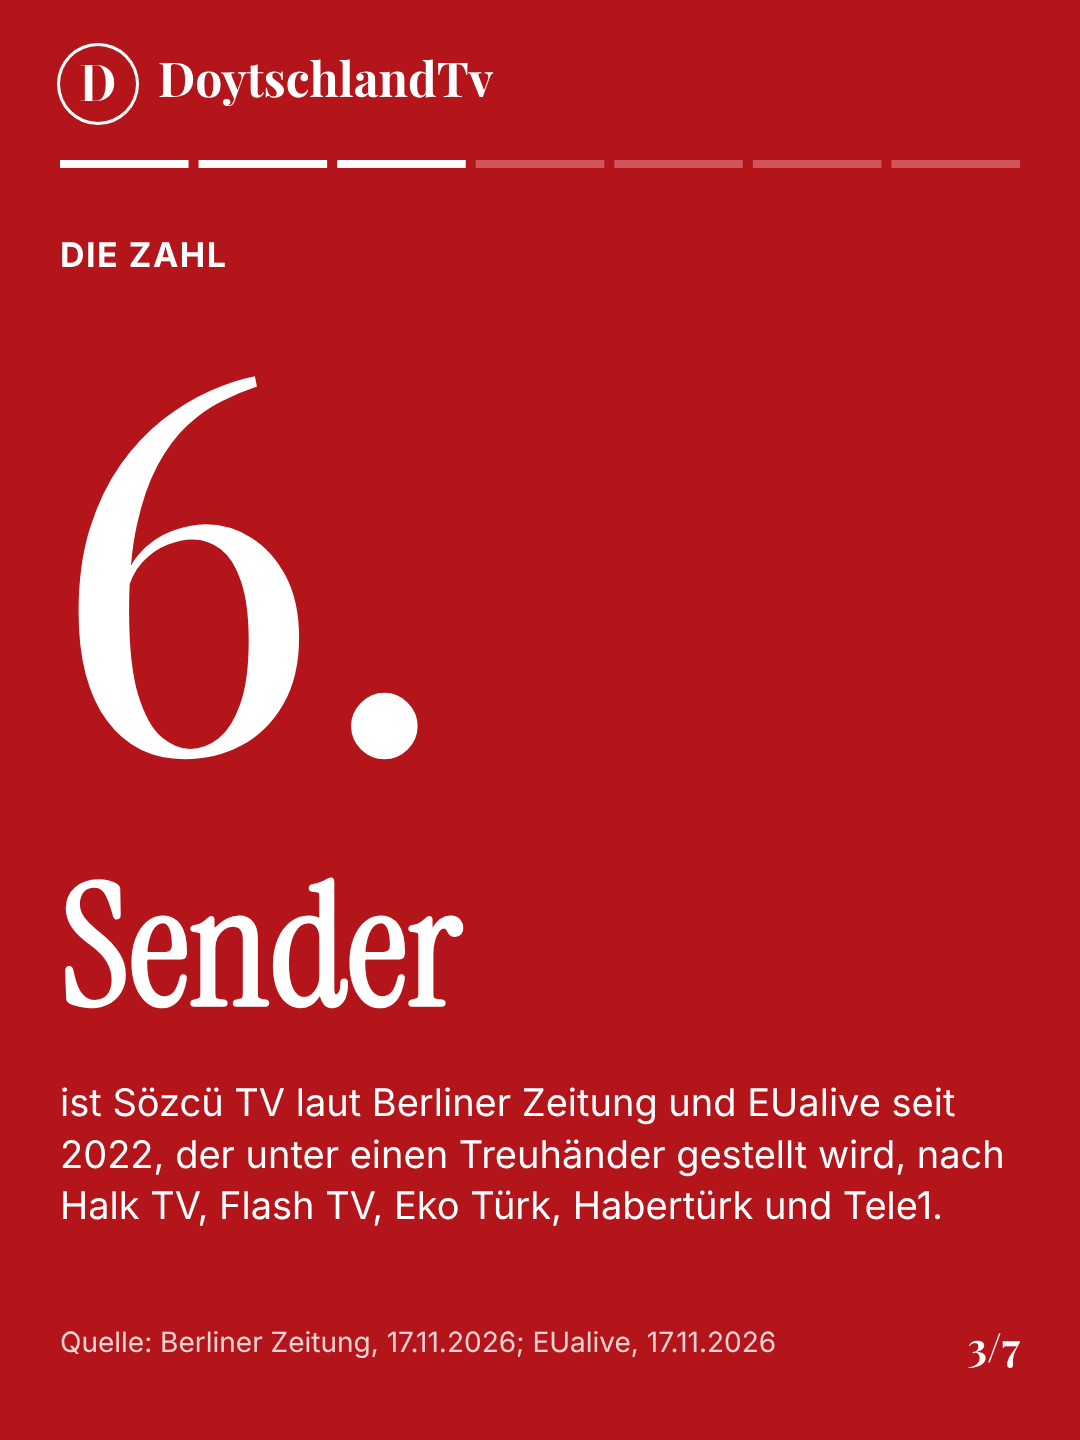 D DoytschlandTv
DIE ZAHL
6.
Sender
ist Sözcü TV laut Berliner Zeitung und EUalive seit
2022, der unter einen Treuhänder gestellt wird, nach
Halk TV, Flash TV, Eko Türk, Habertürk und Tele1.
Quelle: Berliner Zeitung, 17.11.2026; EUalive, 17.11.2026
3/7